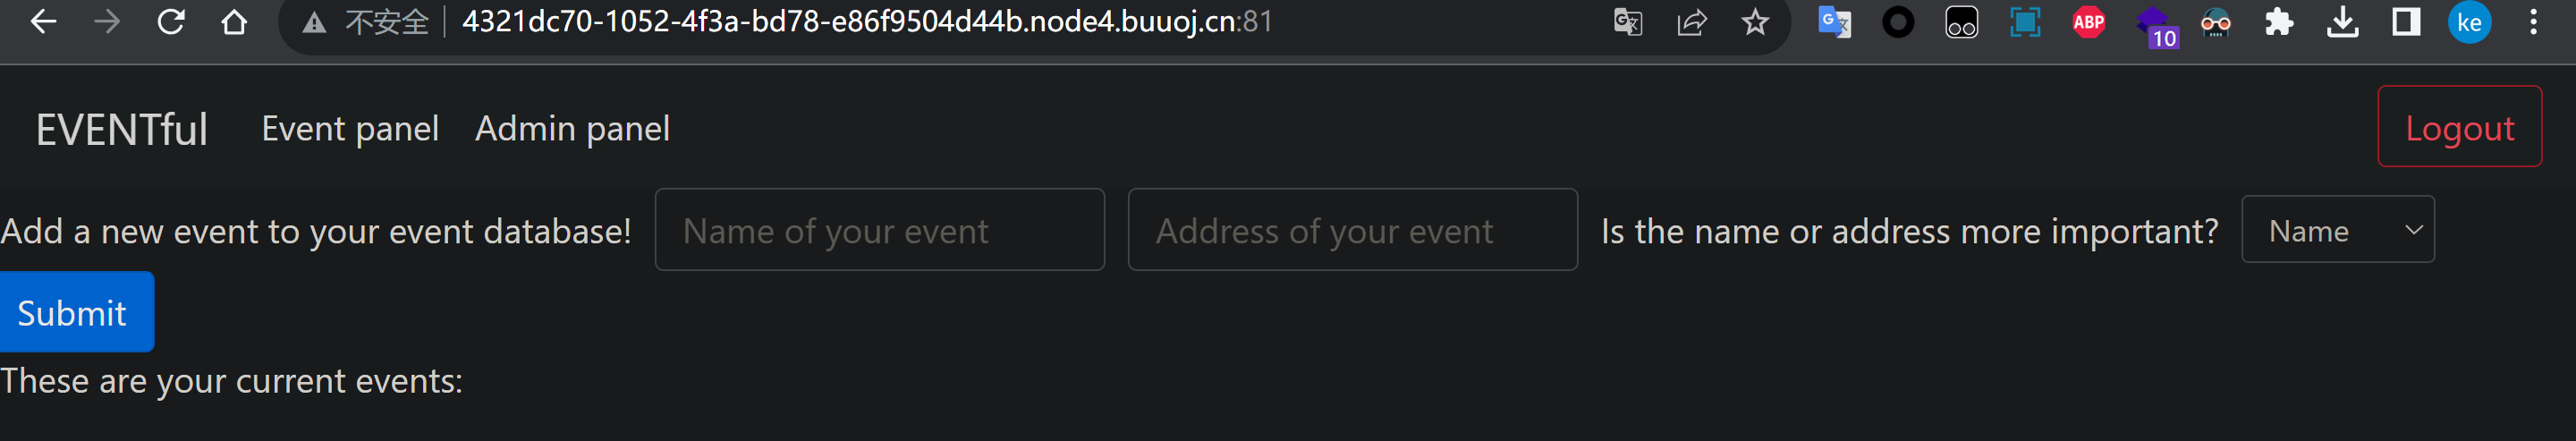 不安全 4321dc70-1052-4f3a-bd78-e86f9504d44b.node4.buuoj.cn:81 G 文 ABP 10 ke
EVENTful Event panel Admin panel Logout
Add a new event to your event database! Name of your event Address of your event Is the name or address more important? Name
Submit
These are your current events: